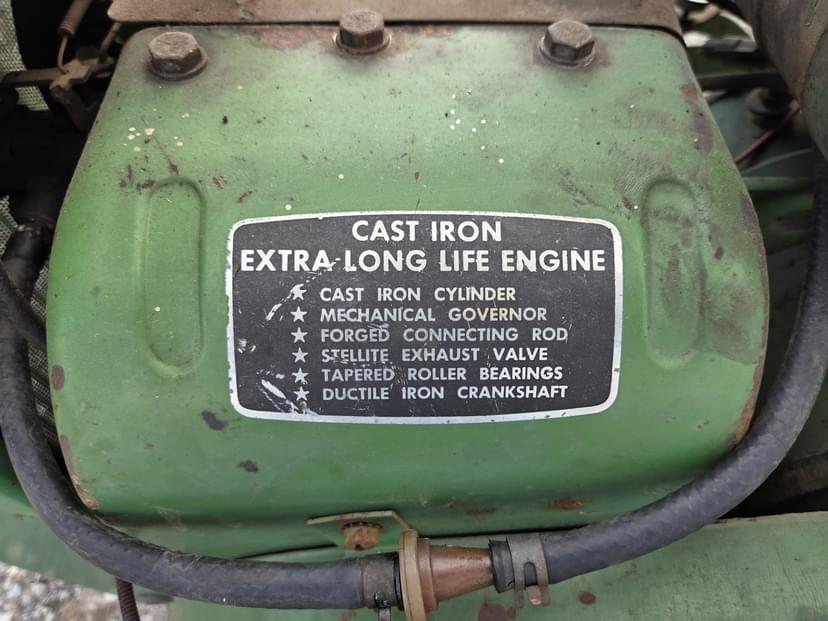 CAST IRON
EXTRA LONG LIFE ENGINE
★ CAST IRON CYLINDER
★ MECHANICAL GOVERNOR
★ FORGED CONNECTING ROD
★ STELLITE EXHAUST VALVE
★ TAPERED ROLLER BEARINGS
★ DUCTILE IRON CRANKSHAFT